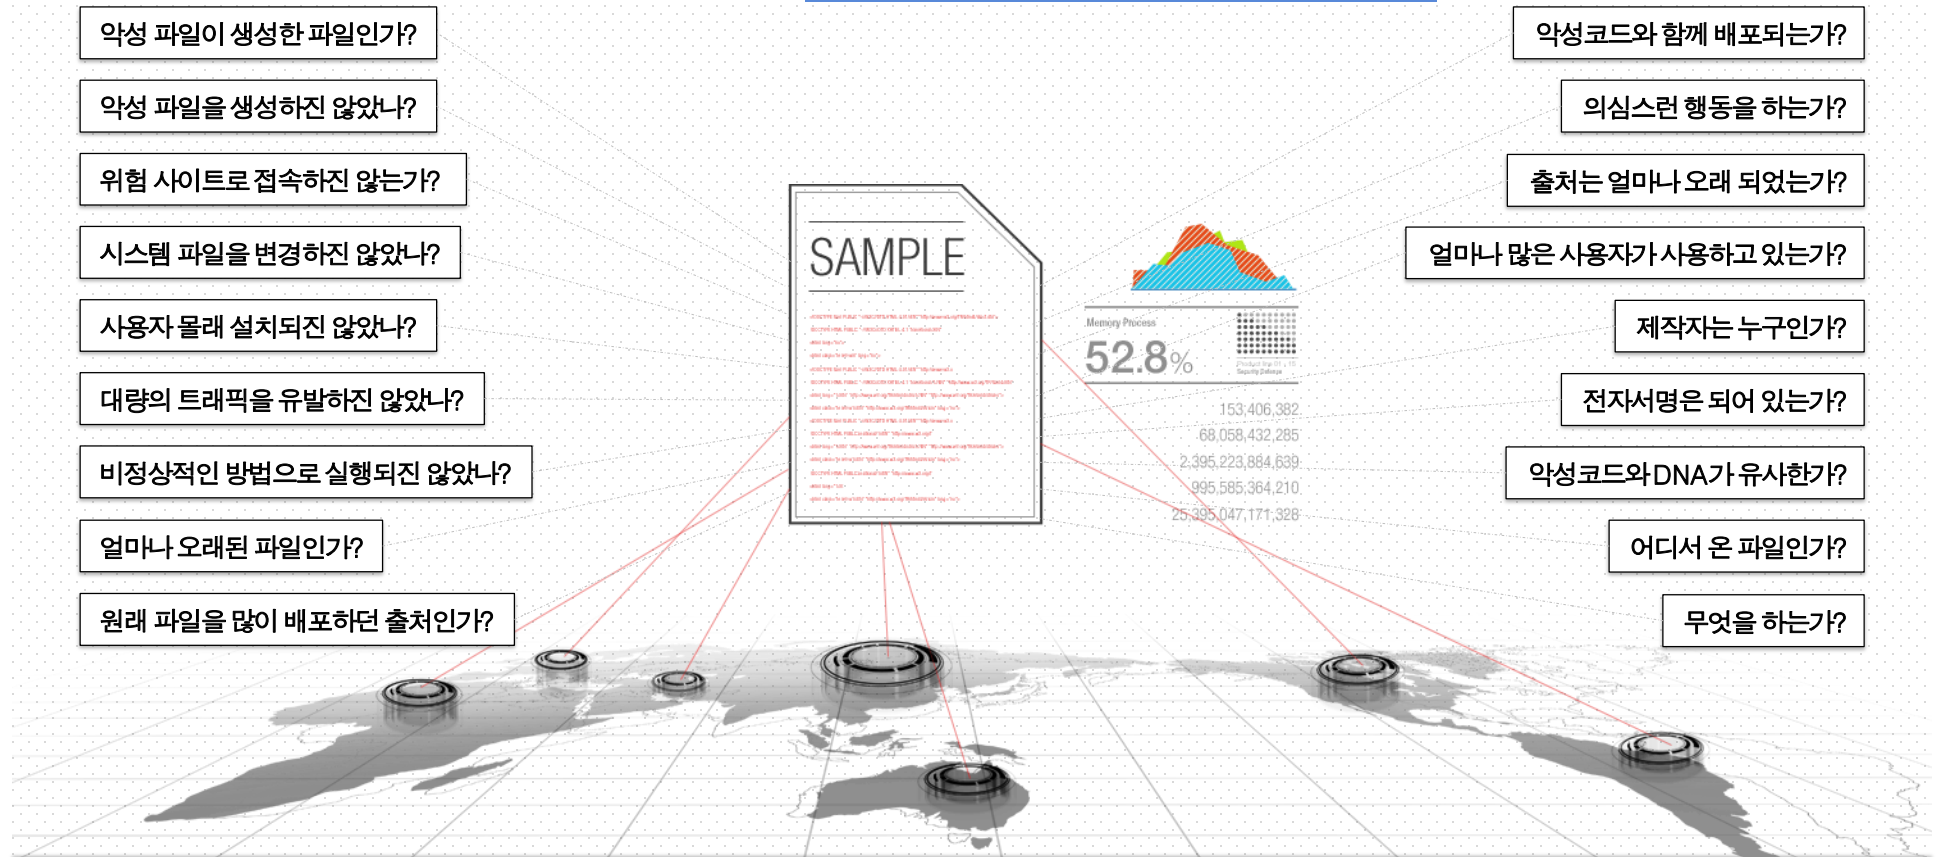 악성 파일이 생성한 파일인가?
악성 파일을 생성하진 않았나?
위험 사이트로 접속하진 않는가?
시스템 파일을 변경하진 않았나?
사용자 몰래 설치되진 않았나?
대량의 트래픽을 유발하진 않았나?
비정상적인 방법으로 실행되진 않았나?
얼마나 오래된 파일인가?
원래 파일을 많이 배포하던 출처인가?
SAMPLE
Memory Process
52.8%
Security Defense
153,406,382
68,058,432,285
2,395,223,884,639
995,585,364,210
25,395,047,171,328
악성코드와 함께 배포되는가?
의심스런 행동을 하는가?
출처는 얼마나 오래 되었는가?
얼마나 많은 사용자가 사용하고 있는가?
제작자는 누구인가?
전자서명은 되어 있는가?
악성코드와 DNA가 유사한가?
어디서 온 파일인가?
무엇을 하는가?